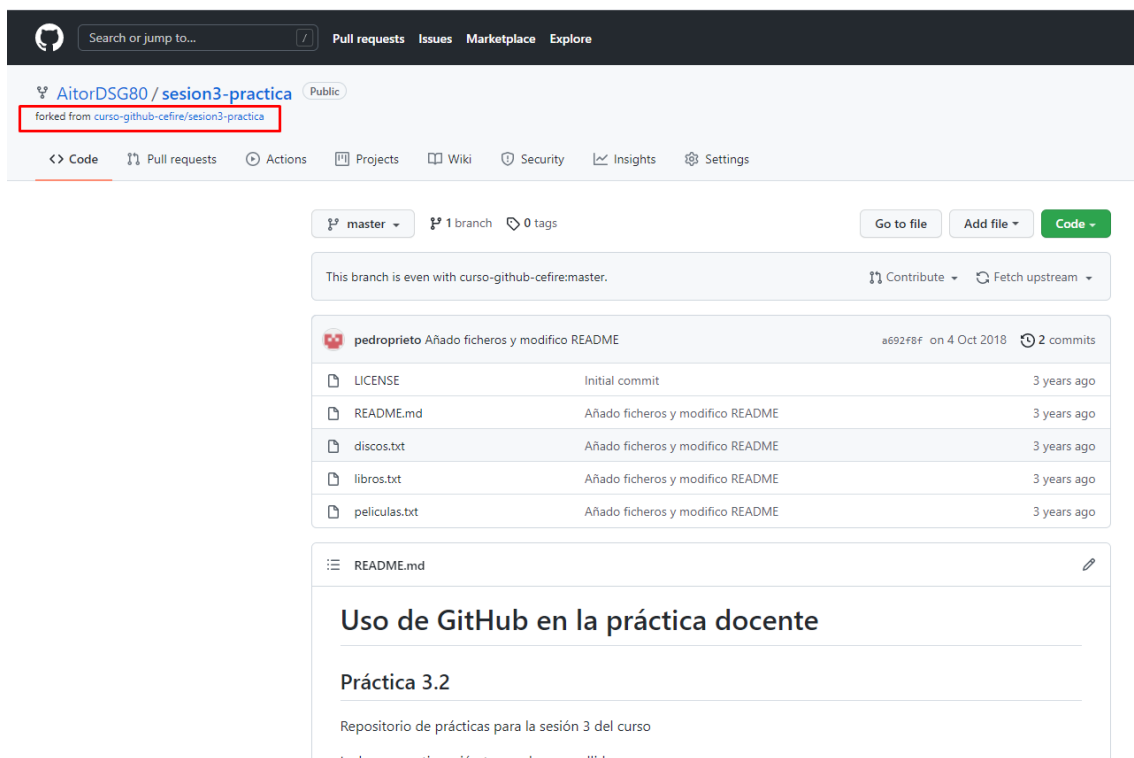 Search or jump to... / Pull requests Issues Marketplace Explore
AitorDSG80 / sesion3-practica Public
forked from curso-github-cefire/sesion3-practica
<> Code Pull requests Actions Projects Wiki Security Insights Settings
master 1 branch 0 tags Go to file Add file Code
This branch is even with curso-github-cefire:master. Contribute Fetch upstream
pedroprieto Añado ficheros y modifico README a692f8f on 4 Oct 2018 2 commits
LICENSE Initial commit 3 years ago
README.md Añado ficheros y modifico README 3 years ago
discos.txt Añado ficheros y modifico README 3 years ago
libros.txt Añado ficheros y modifico README 3 years ago
peliculas.txt Añado ficheros y modifico README 3 years ago
README.md
Uso de GitHub en la práctica docente
Práctica 3.2
Repositorio de prácticas para la sesión 3 del curso